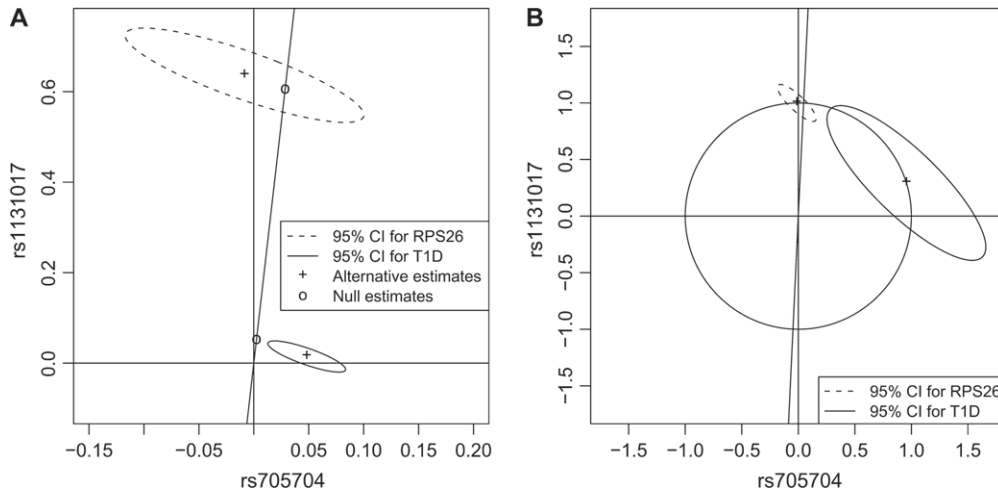 A
rs1131017
0.6
0.4
0.2
0.0
95% CI for RPS26
95% CI for T1D
+ Alternative estimates
o Null estimates
−0.15
−0.05
0.05
0.10
0.15
0.20
rs705704
B
rs1131017
1.5
1.0
0.5
0.0
−0.5
−1.0
−1.5
95% CI for RPS26
95% CI for T1D
−1.5
−1.0
−0.5
0.0
0.5
1.0
1.5
rs705704